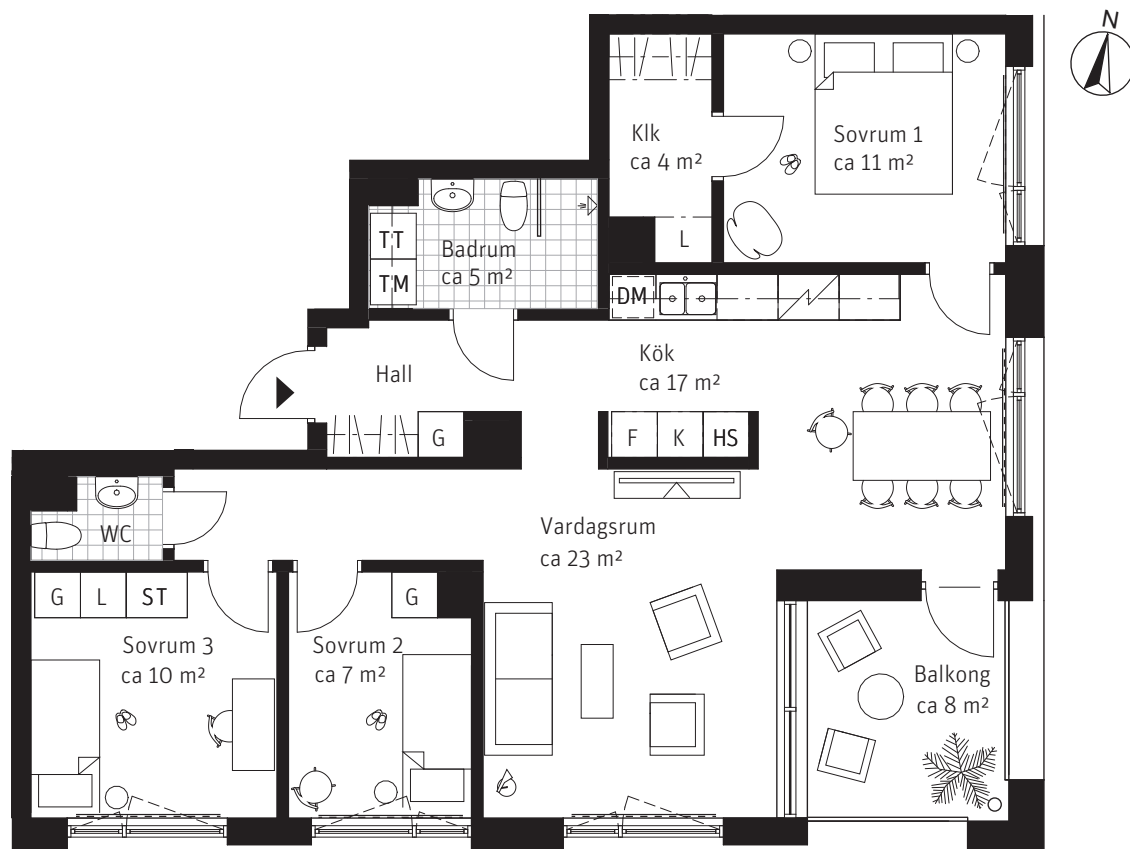 N
Klk
ca 4 m²
Sovrum 1
ca 11 m²
L
TT
TM
Badrum
ca 5 m²
DM
Hall
Kök
ca 17 m²
G
F K HS
WC
Vardagsrum
ca 23 m²
G L ST
G
Sovrum 3
ca 10 m²
Sovrum 2
ca 7 m²
Balkong
ca 8 m²